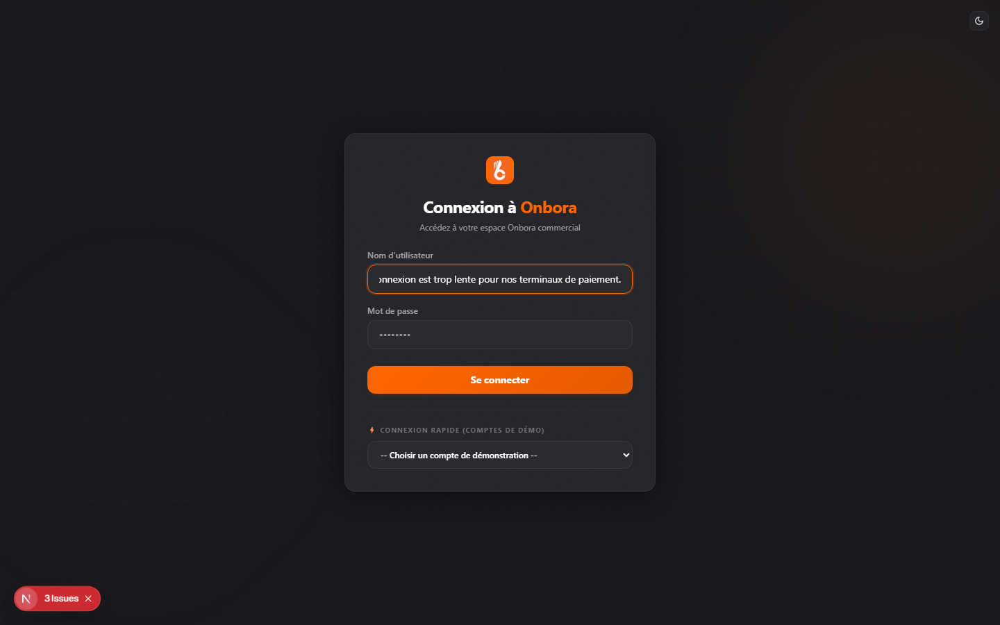 Connexion à Onbora
Accédez à votre espace Onbora commercial
Nom d'utilisateur
onnexion est trop lente pour nos terminaux de paiement.
Mot de passe
••••••••
Se connecter
CONNEXION RAPIDE (COMPTES DE DÉMO)
-- Choisir un compte de démonstration --
N
3 Issues